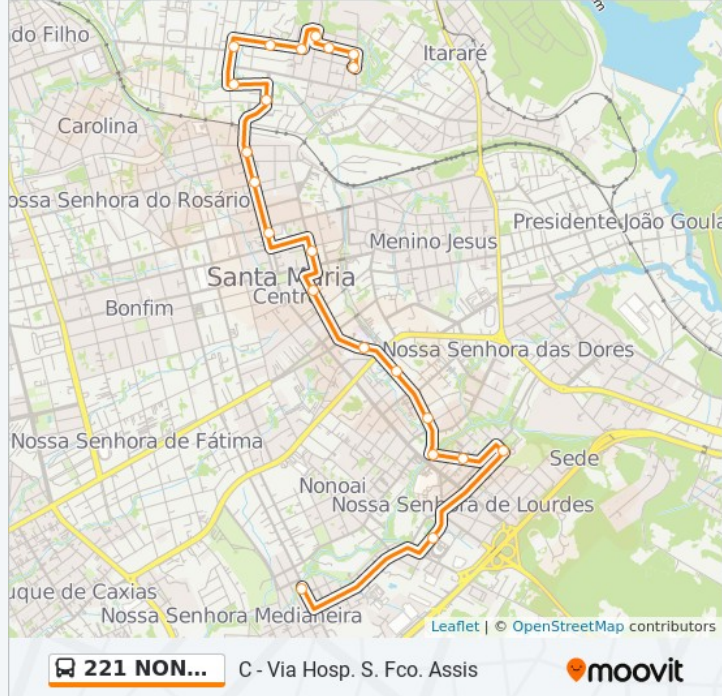 do Filho
Itararé
m
Carolina
ossa Senhora do Rosário
Presidente João Goula
Menino Jesus
Santa Maria
Centro
Bonfim
Nossa Senhora das Dores
Nossa Senhora de Fátima
Sede
Nonoai
Nossa Senhora de Lourdes
uque de Caxias
Nossa Senhora Medianeira
Leaflet | © OpenStreetMap contributors
221 NON... C - Via Hosp. S. Fco. Assis moovit